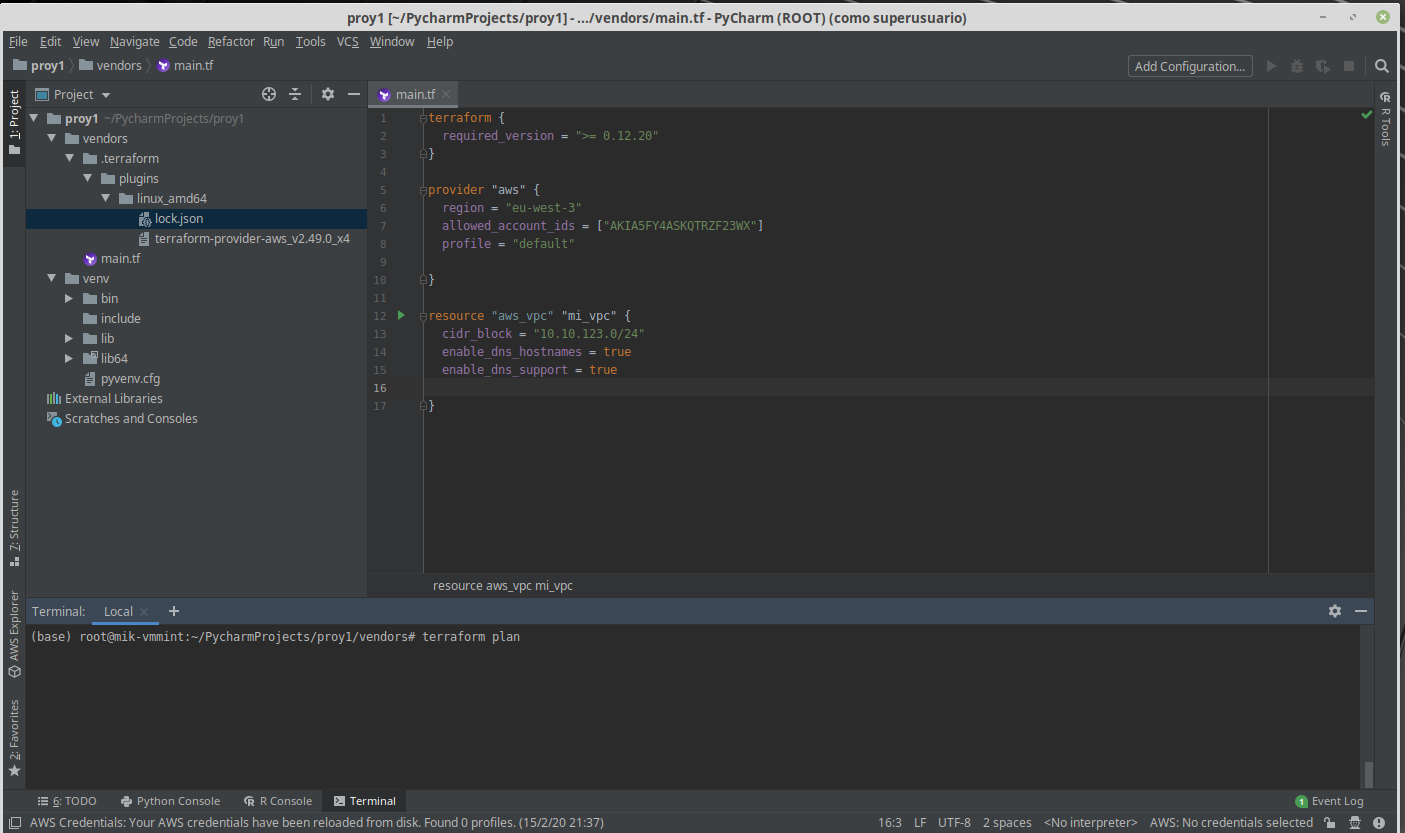 proy1 [~/PycharmProjects/proy1] - .../vendors/main.tf - PyCharm (ROOT) (como superusuario)
File Edit View Navigate Code Refactor Run Tools VCS Window Help
proy1 vendors main.tf
Add Configuration...
1: Project
Project
proy1 ~/PycharmProjects/proy1
vendors
.terraform
plugins
linux_amd64
lock.json
terraform-provider-aws_v2.49.0_x4
main.tf
venv
bin
include
lib
lib64
pyvenv.cfg
External Libraries
Scratches and Consoles
7: Structure
AWS Explorer
2: Favorites
main.tf
1 terraform {
2 required_version = ">= 0.12.20"
3 }
4
5 provider "aws" {
6 region = "eu-west-3"
7 allowed_account_ids = ["AKIA5FY4ASKQTRZF23WX"]
8 profile = "default"
9
10 }
11
12 resource "aws_vpc" "mi_vpc" {
13 cidr_block = "10.10.123.0/24"
14 enable_dns_hostnames = true
15 enable_dns_support = true
16
17 }
R Tools
resource aws_vpc mi_vpc
Terminal: Local
(base) root@mik-vmmint:~/PycharmProjects/proy1/vendors# terraform plan
6: TODO Python Console R Console Terminal
1 Event Log
AWS Credentials: Your AWS credentials have been reloaded from disk. Found 0 profiles. (15/2/20 21:37)
16:3 LF UTF-8 2 spaces <No interpreter> AWS: No credentials selected